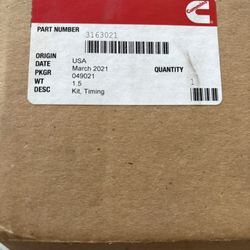 PART NUMBER 3163021
ORIGIN USA
DATE March 2021
PKGR 049021 QUANTITY
WT 1.5 1
DESC Kit, Timing